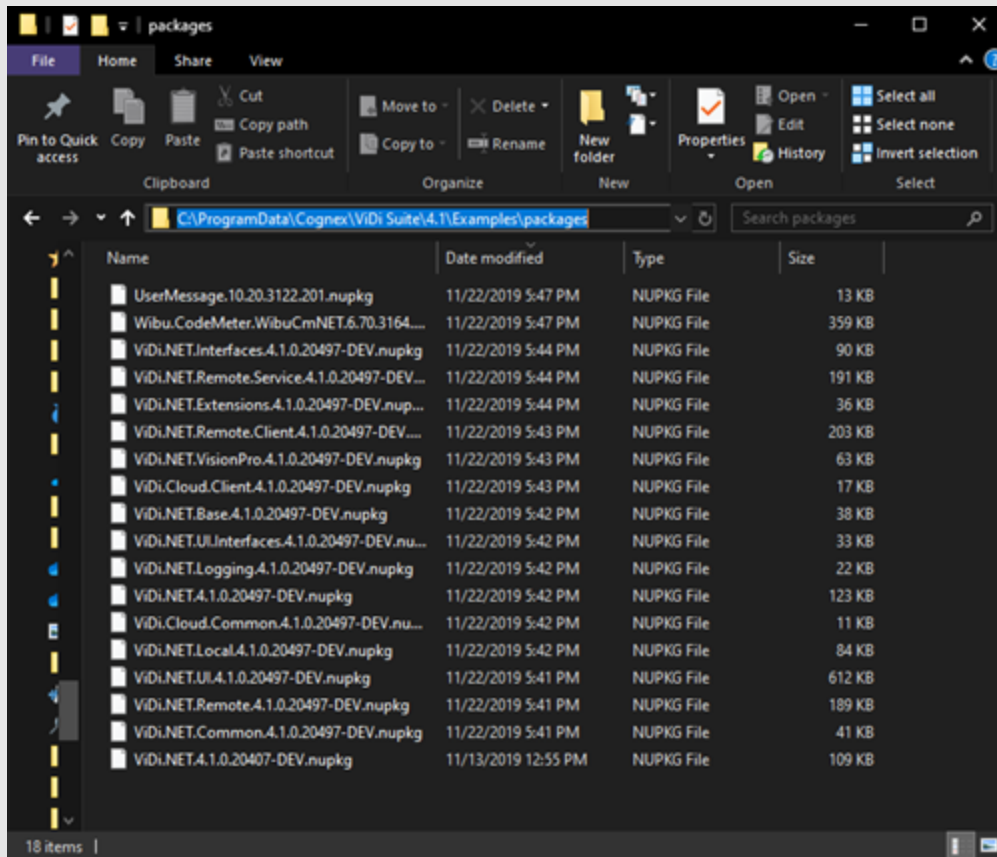 packages
File Home Share View
Pin to Quick access
Copy
Paste
Cut
Copy path
Paste shortcut
Clipboard
Move to
Copy to
Delete
Rename
Organize
New folder
New
Properties
Open
Edit
History
Open
Select all
Select none
Invert selection
Select
C:\ProgramData\Cognex\ViDi Suite\4.1\Examples\packages
Search packages
Name Date modified Type Size
UserMessage.10.20.3122.201.nupkg 11/22/2019 5:47 PM NUPKG File 13 KB
Wibu.CodeMeter.WibuCmNET.6.70.3164.... 11/22/2019 5:47 PM NUPKG File 359 KB
ViDi.NET.Interfaces.4.1.0.20497-DEV.nupkg 11/22/2019 5:44 PM NUPKG File 90 KB
ViDi.NET.Remote.Service.4.1.0.20497-DEV... 11/22/2019 5:44 PM NUPKG File 191 KB
ViDi.NET.Extensions.4.1.0.20497-DEV.nup... 11/22/2019 5:44 PM NUPKG File 36 KB
ViDi.NET.Remote.Client.4.1.0.20497-DEV.... 11/22/2019 5:43 PM NUPKG File 203 KB
ViDi.NET.VisionPro.4.1.0.20497-DEV.nupkg 11/22/2019 5:43 PM NUPKG File 63 KB
ViDi.Cloud.Client.4.1.0.20497-DEV.nupkg 11/22/2019 5:43 PM NUPKG File 17 KB
ViDi.NET.Base.4.1.0.20497-DEV.nupkg 11/22/2019 5:42 PM NUPKG File 38 KB
ViDi.NET.UI.Interfaces.4.1.0.20497-DEV.nu... 11/22/2019 5:42 PM NUPKG File 33 KB
ViDi.NET.Logging.4.1.0.20497-DEV.nupkg 11/22/2019 5:42 PM NUPKG File 22 KB
ViDi.NET.4.1.0.20497-DEV.nupkg 11/22/2019 5:42 PM NUPKG File 123 KB
ViDi.Cloud.Common.4.1.0.20497-DEV.nu... 11/22/2019 5:42 PM NUPKG File 11 KB
ViDi.NET.Local.4.1.0.20497-DEV.nupkg 11/22/2019 5:42 PM NUPKG File 84 KB
ViDi.NET.UI.4.1.0.20497-DEV.nupkg 11/22/2019 5:41 PM NUPKG File 612 KB
ViDi.NET.Remote.4.1.0.20497-DEV.nupkg 11/22/2019 5:41 PM NUPKG File 189 KB
ViDi.NET.Common.4.1.0.20497-DEV.nupkg 11/22/2019 5:41 PM NUPKG File 41 KB
ViDi.NET.4.1.0.20407-DEV.nupkg 11/13/2019 12:55 PM NUPKG File 109 KB
18 items